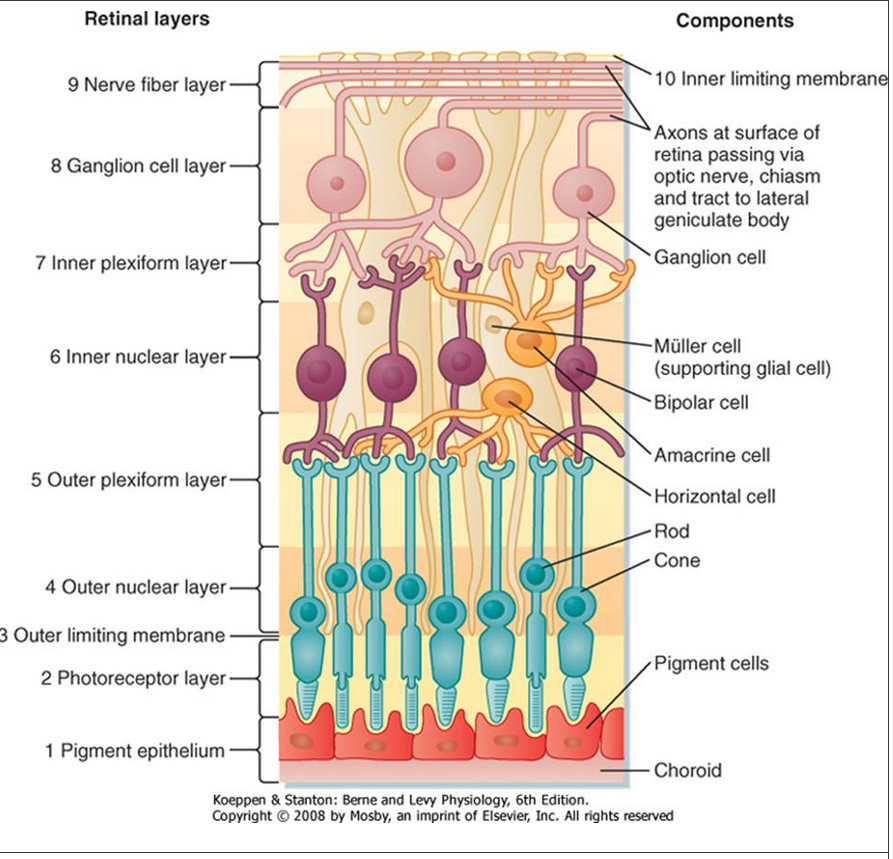 Retinal layers
Components
9 Nerve fiber layer
8 Ganglion cell layer
7 Inner plexiform layer
6 Inner nuclear layer
5 Outer plexiform layer
4 Outer nuclear layer
3 Outer limiting membrane
2 Photoreceptor layer
1 Pigment epithelium
10 Inner limiting membrane
Axons at surface of
retina passing via
optic nerve, chiasm
and tract to lateral
geniculate body
Ganglion cell
Müller cell
(supporting glial cell)
Bipolar cell
Amacrine cell
Horizontal cell
Rod
Cone
Pigment cells
Choroid
Koeppen & Stanton: Berne and Levy Physiology, 6th Edition.
Copyright © 2008 by Mosby, an imprint of Elsevier, Inc. All rights reserved